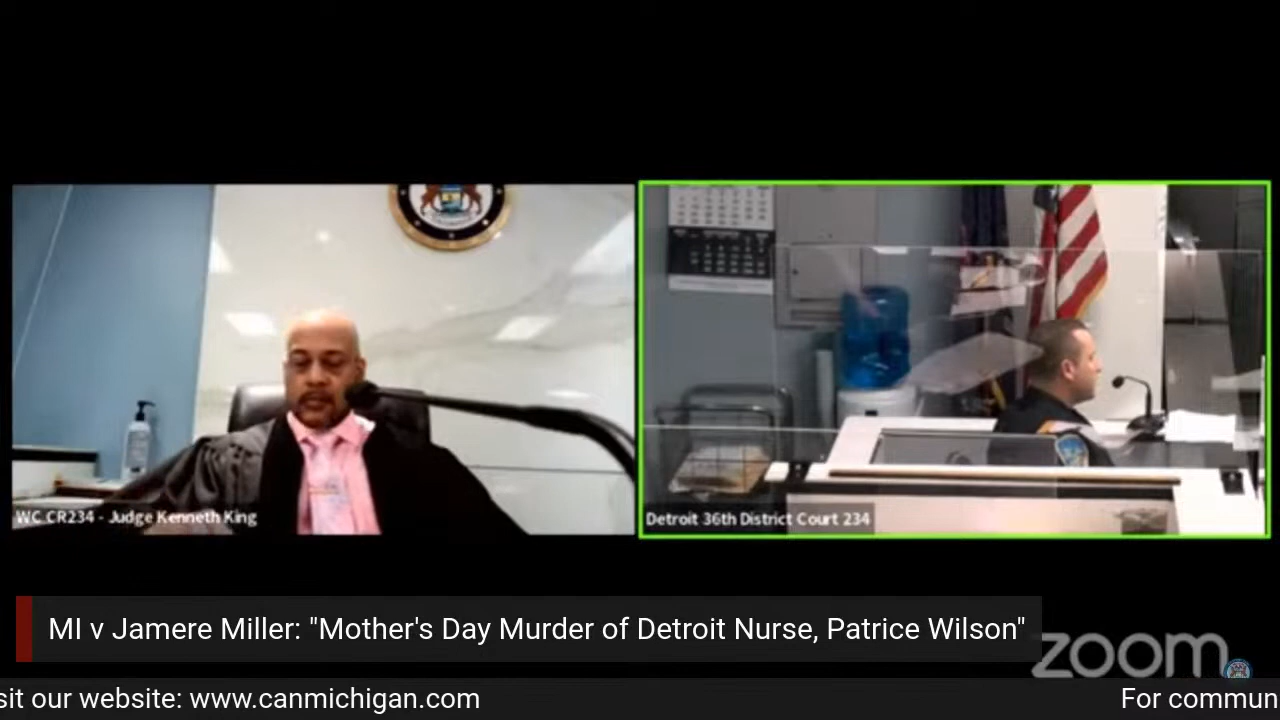 WC CR234 - Judge Kenneth King
Detroit 36th District Court 234
MI v Jamere Miller: "Mother's Day Murder of Detroit Nurse, Patrice Wilson"
zoom
sit our website: www.canmichigan.com
For commun